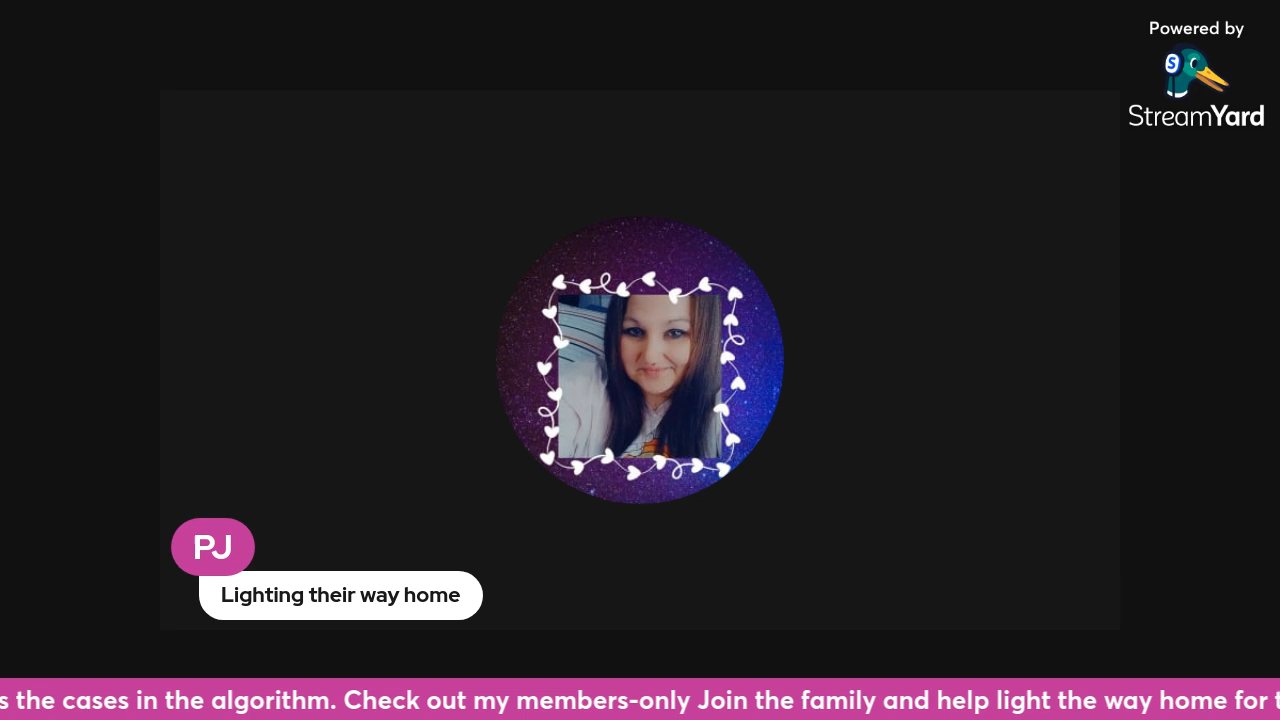 Powered by
S
StreamYard
PJ
Lighting their way home
s the cases in the algorithm. Check out my members-only Join the family and help light the way home for t